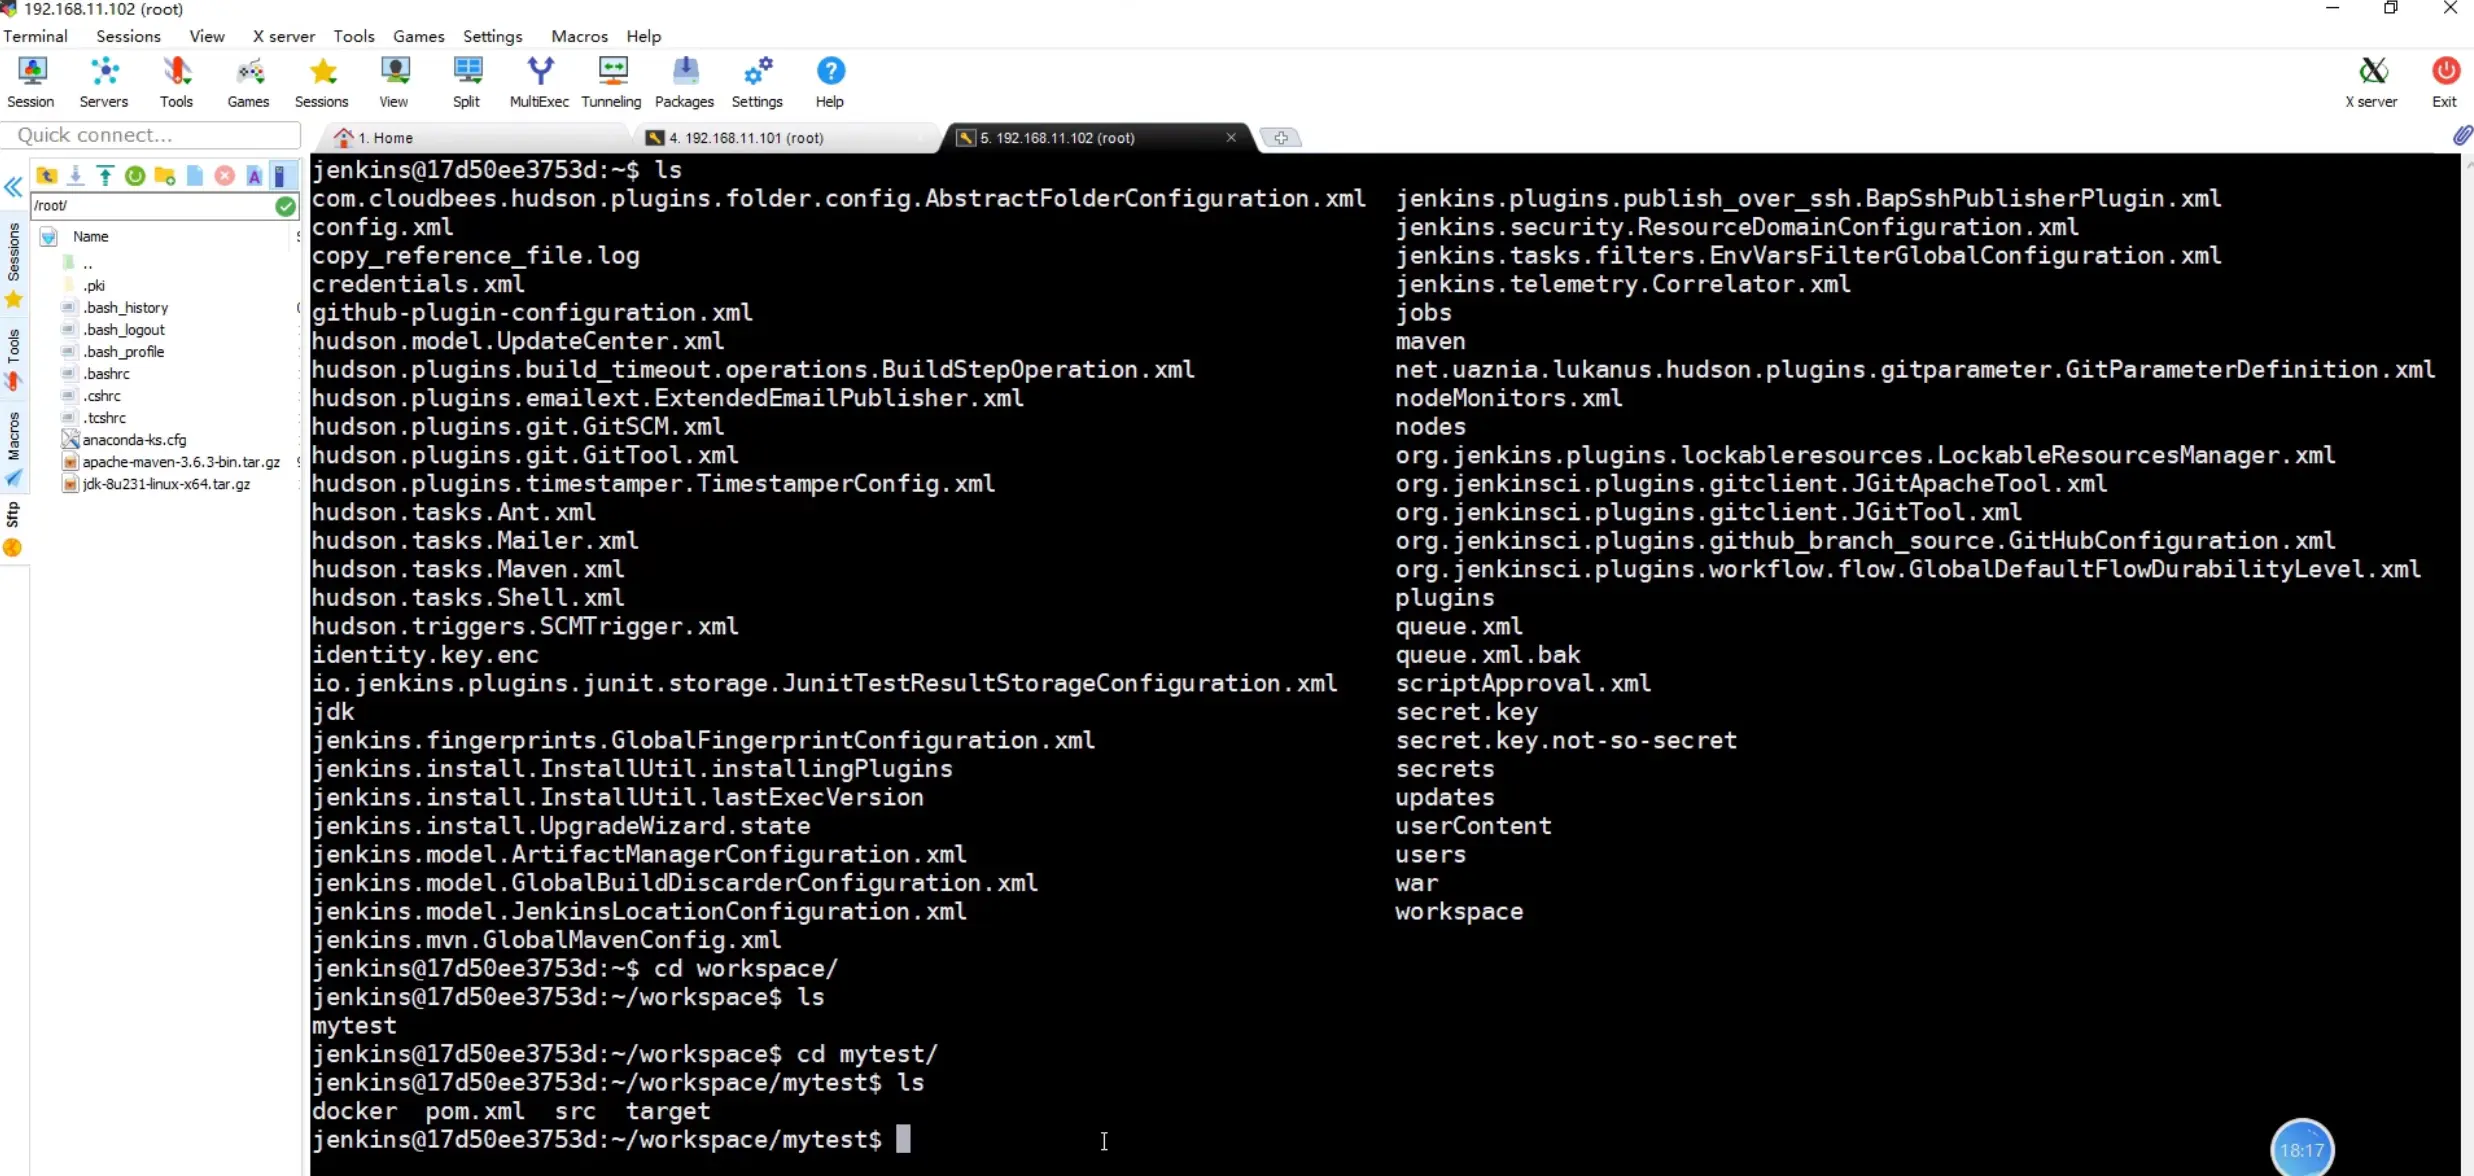 192.168.11.102 (root)
Terminal Sessions View X server Tools Games Settings Macros Help
Session Servers Tools Games Sessions View Split MultiExec Tunneling Packages Settings Help X server Exit
Quick connect...
1. Home
4. 192.168.11.101 (root)
5. 192.168.11.102 (root)
/root/
Name
..
.pki
.bash_history
.bash_logout
.bash_profile
.bashrc
.cshrc
.tcshrc
anaconda-ks.cfg
apache-maven-3.6.3-bin.tar.gz
jdk-8u231-linux-x64.tar.gz
Sessions
Tools
Macros
Sftp
jenkins@17d50ee3753d:~$ ls
com.cloudbees.hudson.plugins.folder.config.AbstractFolderConfiguration.xml jenkins.plugins.publish_over_ssh.BapSshPublisherPlugin.xml
config.xml jenkins.security.ResourceDomainConfiguration.xml
copy_reference_file.log jenkins.tasks.filters.EnvVarsFilterGlobalConfiguration.xml
credentials.xml jenkins.telemetry.Correlator.xml
github-plugin-configuration.xml jobs
hudson.model.UpdateCenter.xml maven
hudson.plugins.build_timeout.operations.BuildStepOperation.xml net.uaznia.lukanus.hudson.plugins.gitparameter.GitParameterDefinition.xml
hudson.plugins.emailext.ExtendedEmailPublisher.xml nodeMonitors.xml
hudson.plugins.git.GitSCM.xml nodes
hudson.plugins.git.GitTool.xml org.jenkins.plugins.lockableresources.LockableResourcesManager.xml
hudson.plugins.timestamper.TimestamperConfig.xml org.jenkinsci.plugins.gitclient.JGitApacheTool.xml
hudson.tasks.Ant.xml org.jenkinsci.plugins.gitclient.JGitTool.xml
hudson.tasks.Mailer.xml org.jenkinsci.plugins.github_branch_source.GitHubConfiguration.xml
hudson.tasks.Maven.xml org.jenkinsci.plugins.workflow.flow.GlobalDefaultFlowDurabilityLevel.xml
hudson.tasks.Shell.xml plugins
hudson.triggers.SCMTrigger.xml queue.xml
identity.key.enc queue.xml.bak
io.jenkins.plugins.junit.storage.JunitTestResultStorageConfiguration.xml scriptApproval.xml
jdk secret.key
jenkins.fingerprints.GlobalFingerprintConfiguration.xml secret.key.not-so-secret
jenkins.install.InstallUtil.installingPlugins secrets
jenkins.install.InstallUtil.lastExecVersion updates
jenkins.install.UpgradeWizard.state userContent
jenkins.model.ArtifactManagerConfiguration.xml users
jenkins.model.GlobalBuildDiscarderConfiguration.xml war
jenkins.model.JenkinsLocationConfiguration.xml workspace
jenkins.mvn.GlobalMavenConfig.xml
jenkins@17d50ee3753d:~$ cd workspace/
jenkins@17d50ee3753d:~/workspace$ ls
mytest
jenkins@17d50ee3753d:~/workspace$ cd mytest/
jenkins@17d50ee3753d:~/workspace/mytest$ ls
docker pom.xml src target
jenkins@17d50ee3753d:~/workspace/mytest$
18:17